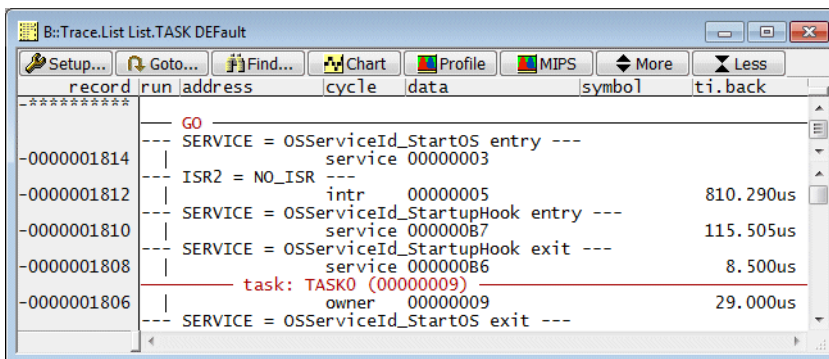 B::Trace.List List.TASK DEFault
Setup... Goto... Find... Chart Profile MIPS More Less
record run address cycle data symbol ti.back
-**********
GO
--- SERVICE = OSServiceId_StartOS entry ---
-0000001814 | service 00000003
--- ISR2 = NO_ISR ---
-0000001812 | intr 00000005 810.290us
--- SERVICE = OSServiceId_StartupHook entry ---
-0000001810 | service 000000B7 115.505us
--- SERVICE = OSServiceId_StartupHook exit ---
-0000001808 | service 000000B6 8.500us
task: TASK0 (00000009)
-0000001806 | owner 00000009 29.000us
--- SERVICE = OSServiceId_StartOS exit ---